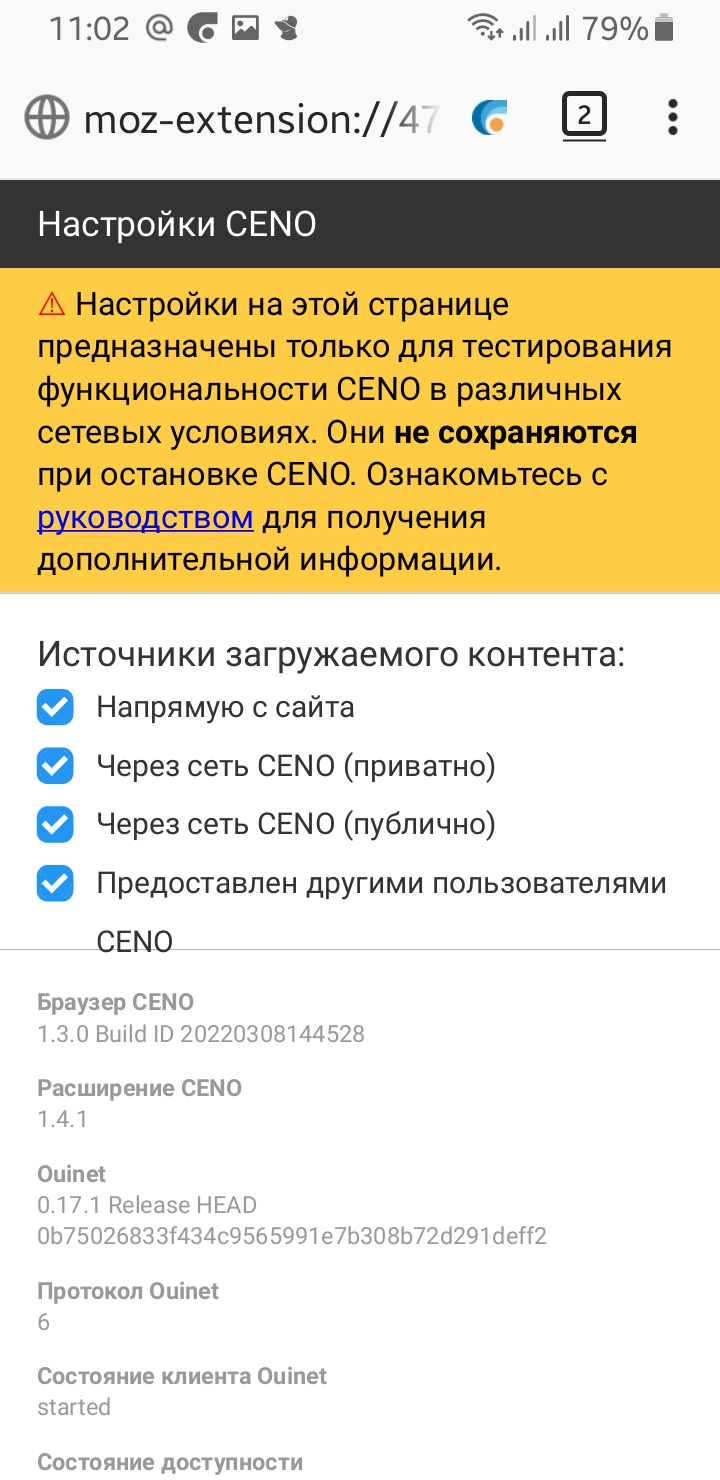 11:02 @ 79%
moz-extension://47 2
Настройки CENO
⚠ Настройки на этой странице
предназначены только для тестирования
функциональности CENO в различных
сетевых условиях. Они не сохраняются
при остановке CENO. Ознакомьтесь с
руководством для получения
дополнительной информации.
Источники загружаемого контента:
Напрямую с сайта
Через сеть CENO (приватно)
Через сеть CENO (публично)
Предоставлен другими пользователями
CENO
Браузер CENO
1.3.0 Build ID 20220308144528
Расширение CENO
1.4.1
Ouinet
0.17.1 Release HEAD
0b75026833f434c9565991e7b308b72d291deff2
Протокол Ouinet
6
Состояние клиента Ouinet
started
Состояние доступности